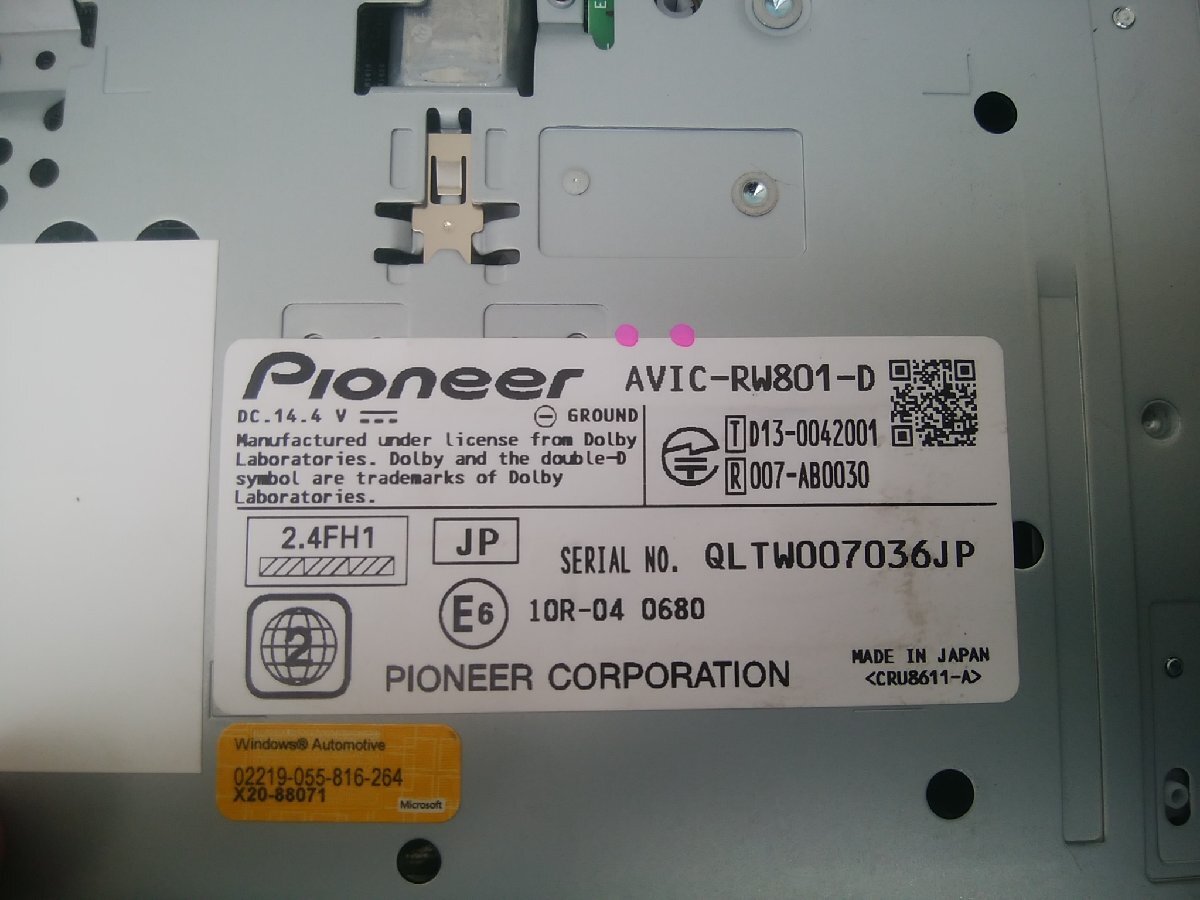 Pioneer
AVIC-RW801-D
DC.14.4 V
GROUND
Manufactured under license from Dolby
Laboratories. Dolby and the double-D
symbol are trademarks of Dolby
Laboratories.
T D13-0042001
R 007-AB0030
2.4FH1
JP
SERIAL NO. QLTW007036JP
E6 10R-04 0680
2
PIONEER CORPORATION
MADE IN JAPAN
<CRU8611-A>
Windows® Automotive
02219-055-816-264
X20-88071
Microsoft